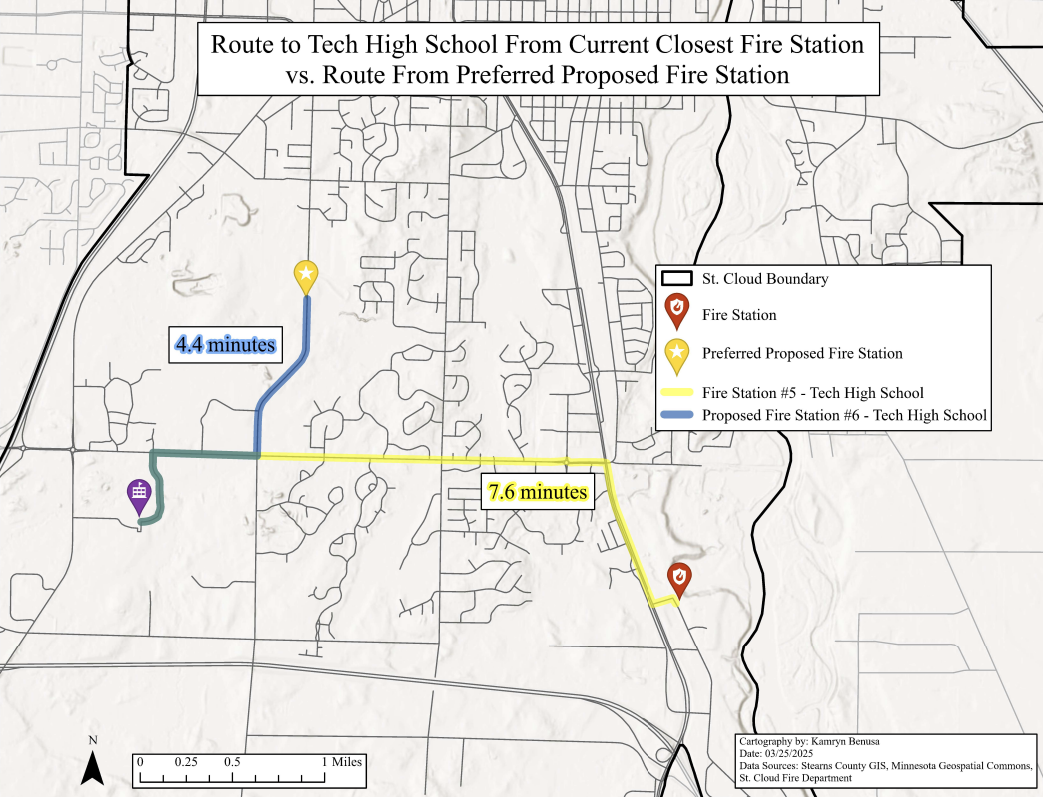 Route to Tech High School From Current Closest Fire Station
vs. Route From Preferred Proposed Fire Station
St. Cloud Boundary
Fire Station
Preferred Proposed Fire Station
Fire Station #5 - Tech High School
Proposed Fire Station #6 - Tech High School
4.4 minutes
7.6 minutes
N
0 0.25 0.5 1 Miles
Cartography by: Kamryn Benusa
Date: 03/25/2025
Data Sources: Stearns County GIS, Minnesota Geospatial Commons,
St. Cloud Fire Department